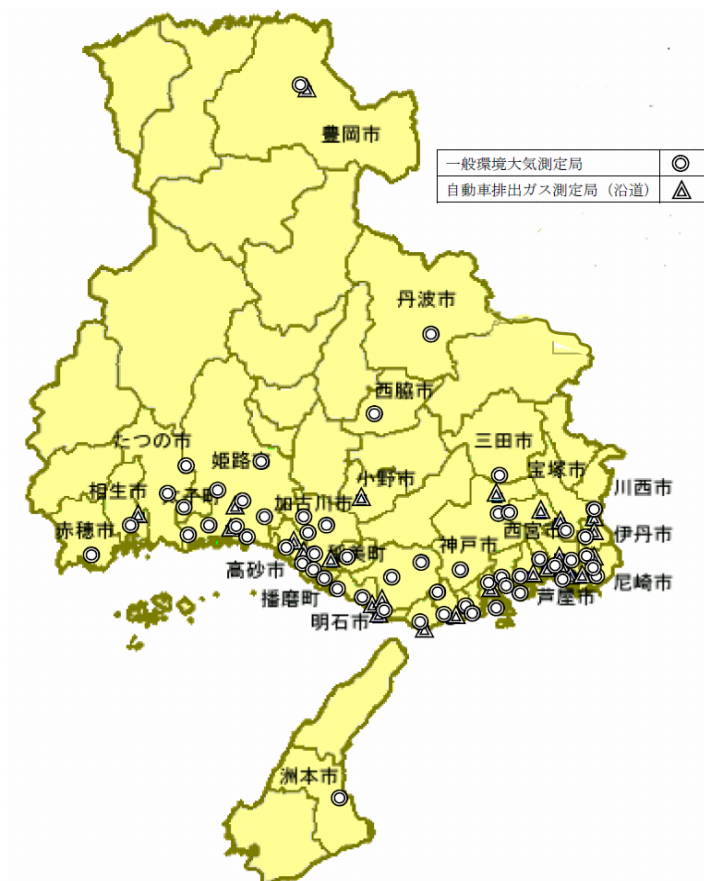 豊岡市
一般環境大気測定局
自動車排出ガス測定局（沿道）
丹波市
西脇市
たつの市
姫路市
三田市
宝塚市
川西市
相生市
小野市
加古川市
赤穂市
西宮市
伊丹市
神戸市
高砂市
尼崎市
芦屋市
播磨町
明石市
洲本市